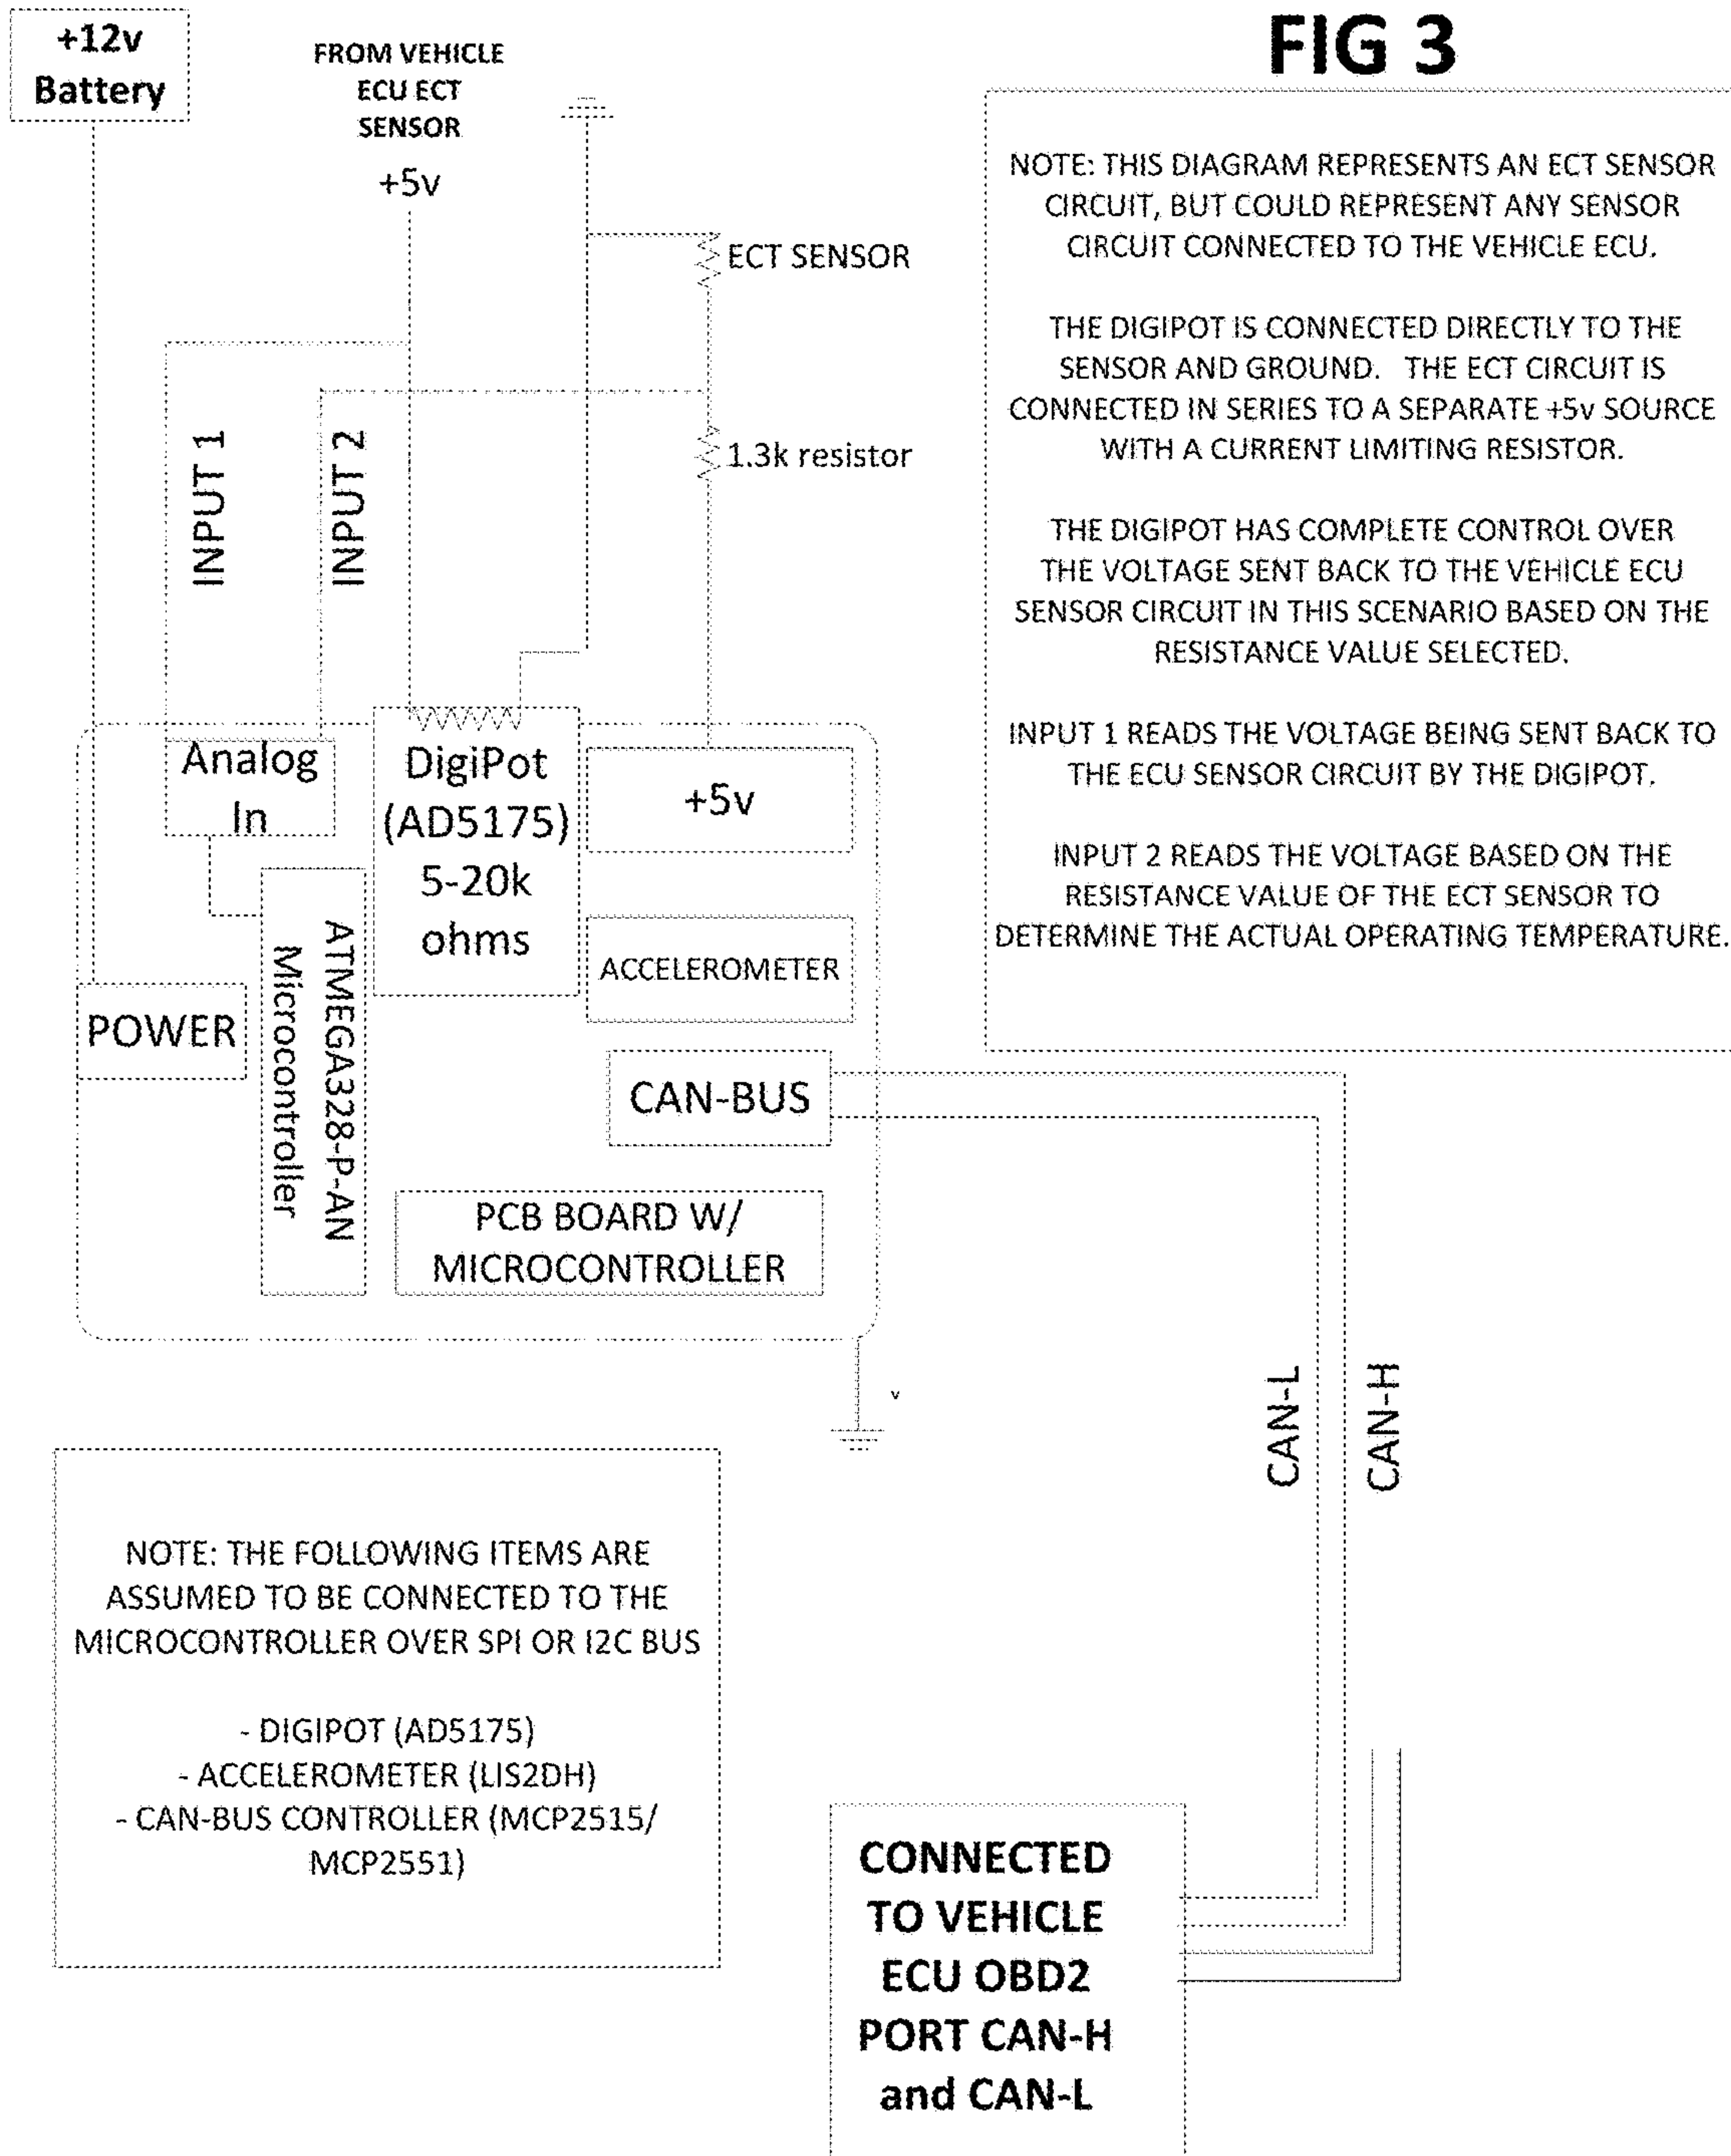 FIG 3
+12v
Battery
FROM VEHICLE
ECU ECT
SENSOR
+5v
ECT SENSOR
1.3k resistor
INPUT 1
INPUT 2
NOTE: THIS DIAGRAM REPRESENTS AN ECT SENSOR
CIRCUIT, BUT COULD REPRESENT ANY SENSOR
CIRCUIT CONNECTED TO THE VEHICLE ECU.
THE DIGIPOT IS CONNECTED DIRECTLY TO THE
SENSOR AND GROUND. THE ECT CIRCUIT IS
CONNECTED IN SERIES TO A SEPARATE +5v SOURCE
WITH A CURRENT LIMITING RESISTOR.
THE DIGIPOT HAS COMPLETE CONTROL OVER
THE VOLTAGE SENT BACK TO THE VEHICLE ECU
SENSOR CIRCUIT IN THIS SCENARIO BASED ON THE
RESISTANCE VALUE SELECTED.
INPUT 1 READS THE VOLTAGE BEING SENT BACK TO
THE ECU SENSOR CIRCUIT BY THE DIGIPOT.
INPUT 2 READS THE VOLTAGE BASED ON THE
RESISTANCE VALUE OF THE ECT SENSOR TO
DETERMINE THE ACTUAL OPERATING TEMPERATURE.
Analog
In
DigiPot
(AD5175)
5-20k
ohms
+5v
ACCELEROMETER
POWER
ATMEGA328-P-AN
Microcontroller
CAN-BUS
PCB BOARD W/
MICROCONTROLLER
v
CAN-L
CAN-H
NOTE: THE FOLLOWING ITEMS ARE
ASSUMED TO BE CONNECTED TO THE
MICROCONTROLLER OVER SPI OR I2C BUS
- DIGIPOT (AD5175)
- ACCELEROMETER (LIS2DH)
- CAN-BUS CONTROLLER (MCP2515/
MCP2551)
CONNECTED
TO VEHICLE
ECU OBD2
PORT CAN-H
and CAN-L